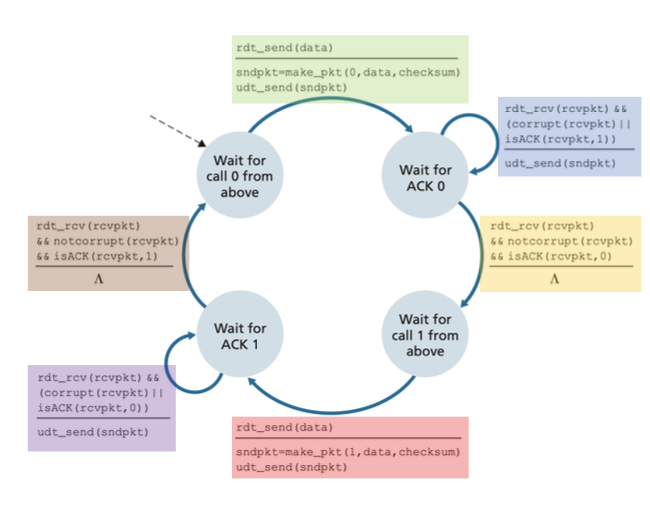 rdt_send(data)
sndpkt=make_pkt(0,data,checksum)
udt_send(sndpkt)
rdt_rcv(rcvpkt) &&
(corrupt(rcvpkt)||
isACK(rcvpkt,1))
udt_send(sndpkt)
Wait for
call 0 from
above
Wait for
ACK 0
rdt_rcv(rcvpkt)
&& notcorrupt(rcvpkt)
&& isACK(rcvpkt,1)
Λ
rdt_rcv(rcvpkt)
&& notcorrupt(rcvpkt)
&& isACK(rcvpkt,0)
Λ
Wait for
ACK 1
Wait for
call 1 from
above
rdt_rcv(rcvpkt) &&
(corrupt(rcvpkt)||
isACK(rcvpkt,0))
udt_send(sndpkt)
rdt_send(data)
sndpkt=make_pkt(1,data,checksum)
udt_send(sndpkt)